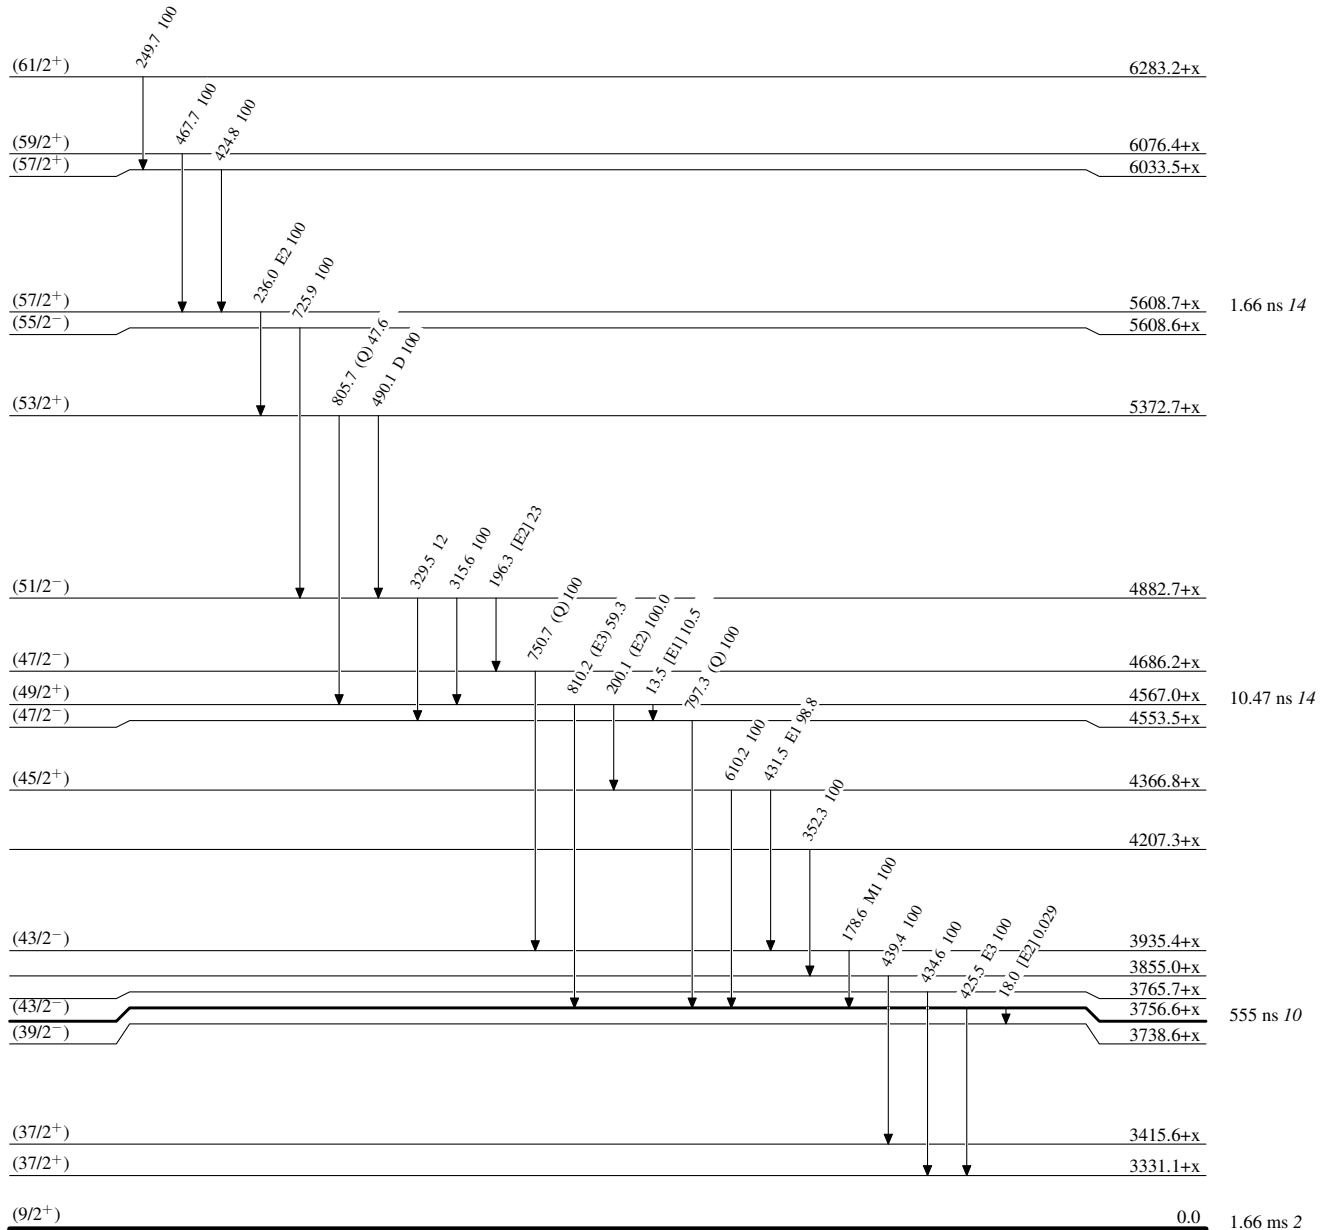 249.7 100
(61/2+) 6283.2+x
467.7 100
424.8 100
(59/2+) 6076.4+x
(57/2+) 6033.5+x
236.0 E2 100
725.9 100
(57/2+) 5608.7+x 1.66 ns 14
(55/2−) 5608.6+x
805.7 (Q) 47.6
490.1 D 100
(53/2+) 5372.7+x
329.5 12
315.6 100
196.3 [E2] 23
(51/2−) 4882.7+x
750.7 (Q) 100
810.2 (E3) 59.3
200.1 (E2) 100.0
13.5 [E1] 10.5
797.3 (Q) 100
(47/2−) 4686.2+x
(49/2+) 4567.0+x 10.47 ns 14
(47/2−) 4553.5+x
610.2 100
431.5 E1 98.8
(45/2+) 4366.8+x
352.3 100
4207.3+x
178.6 M1 100
439.4 100
434.6 100
425.5 E3 100
18.0 [E2] 0.029
(43/2−) 3935.4+x
3855.0+x
3765.7+x
(43/2−) 3756.6+x 555 ns 10
(39/2−) 3738.6+x
(37/2+) 3415.6+x
(37/2+) 3331.1+x
(9/2+) 0.0 1.66 ms 2